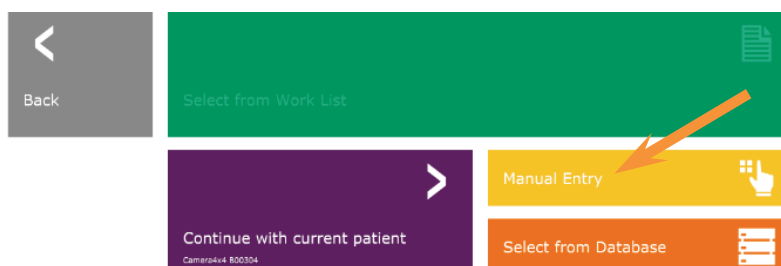 Back
Select from Work List
Manual Entry
Continue with current patient
Camera4x4 B00304
Select from Database